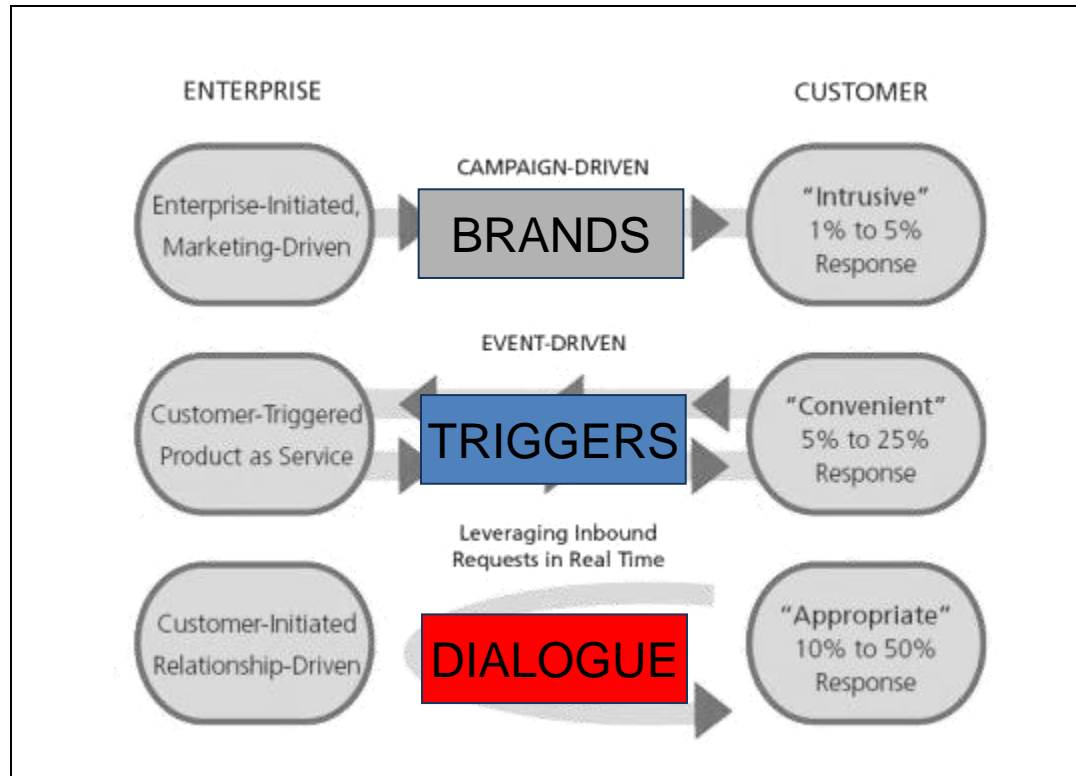 ENTERPRISE
CUSTOMER
CAMPAIGN-DRIVEN
Enterprise-Initiated,
Marketing-Driven
BRANDS
"Intrusive"
1% to 5%
Response
EVENT-DRIVEN
Customer-Triggered
Product as Service
TRIGGERS
"Convenient"
5% to 25%
Response
Leveraging Inbound
Requests in Real Time
Customer-Initiated
Relationship-Driven
DIALOGUE
"Appropriate"
10% to 50%
Response